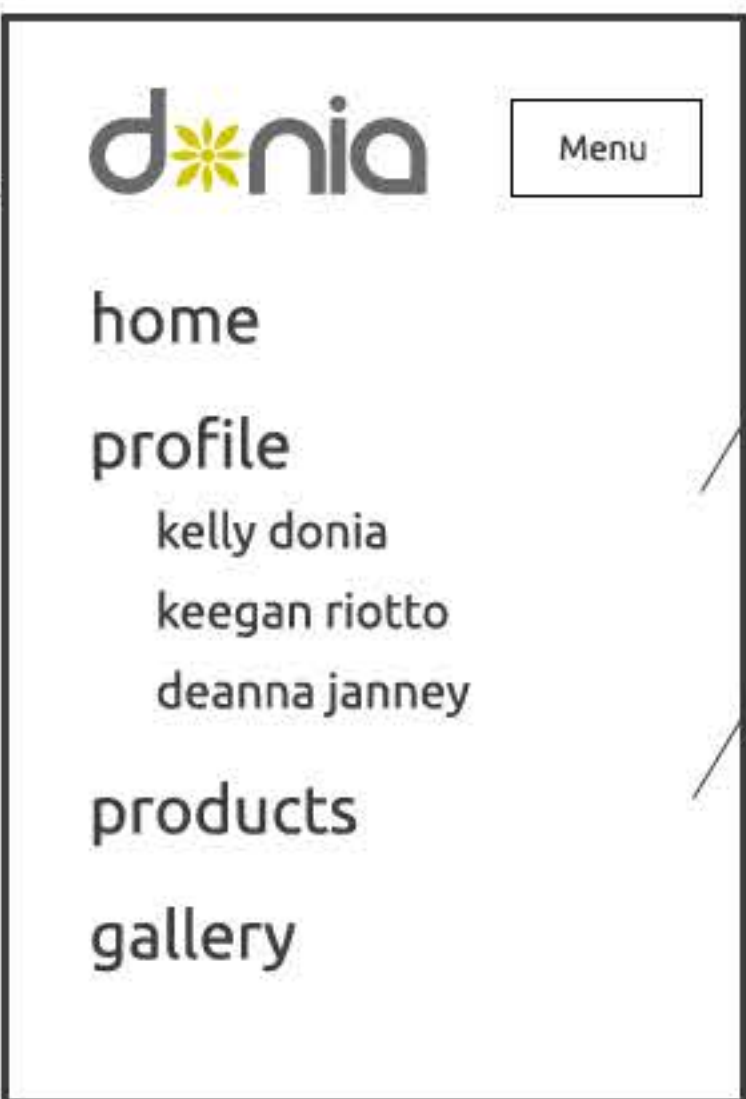 donia
Menu
home
profile
kelly donia
keegan riotto
deanna janney
products
gallery